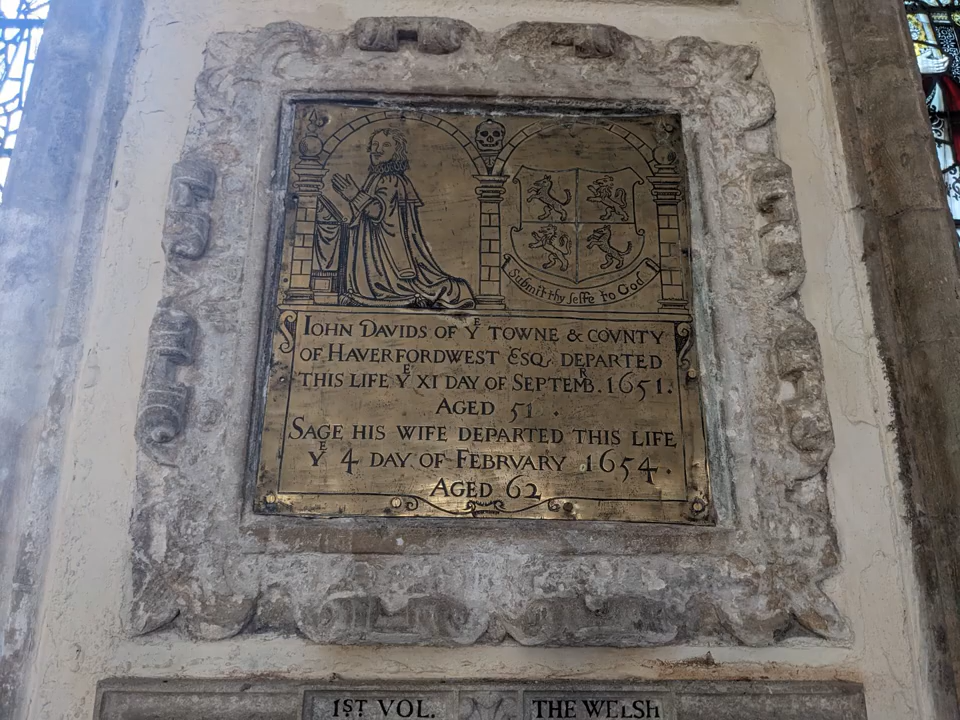 Submit thy selfe to God
IOHN DAVIDS OF Yᴱ TOWNE & COVNTY
OF HAVERFORDWEST ESQ. DEPARTED
THIS LIFE Yᴱ XI DAY OF SEPTEMᴿB. 1651.
AGED 51 .
SAGE HIS WIFE DEPARTED THIS LIFE
Yᴱ 4 DAY OF FEBRVARY 1654.
AGED 62
1ST VOL. THE WELSH